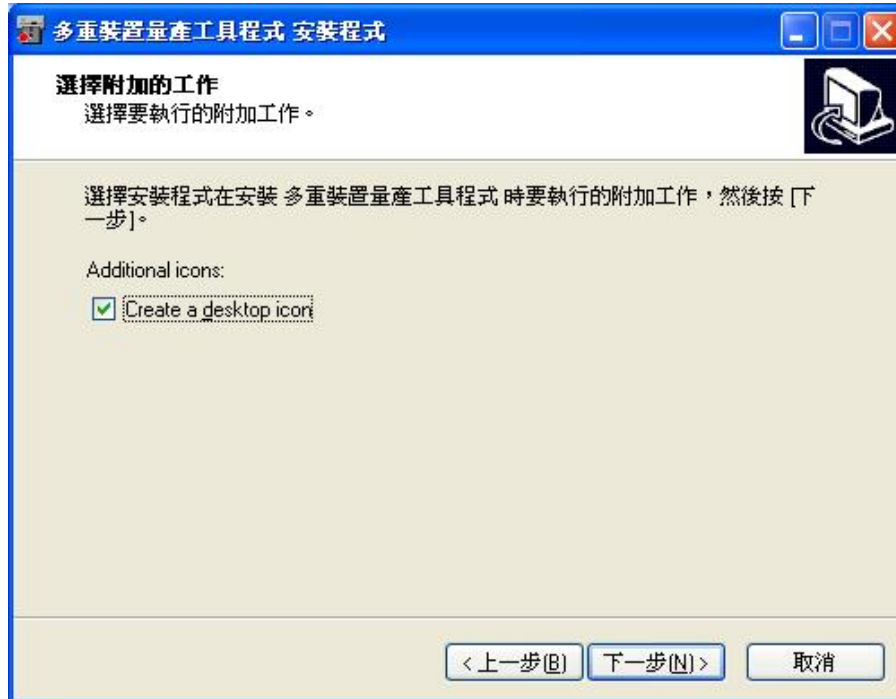 多重裝置量產工具程式 安裝程式
選擇附加的工作
選擇要執行的附加工作。
選擇安裝程式在安裝 多重裝置量產工具程式 時要執行的附加工作，然後按 [下
一步]。
Additional icons:
Create a desktop icon
<上一步(B) 下一步(N)> 取消